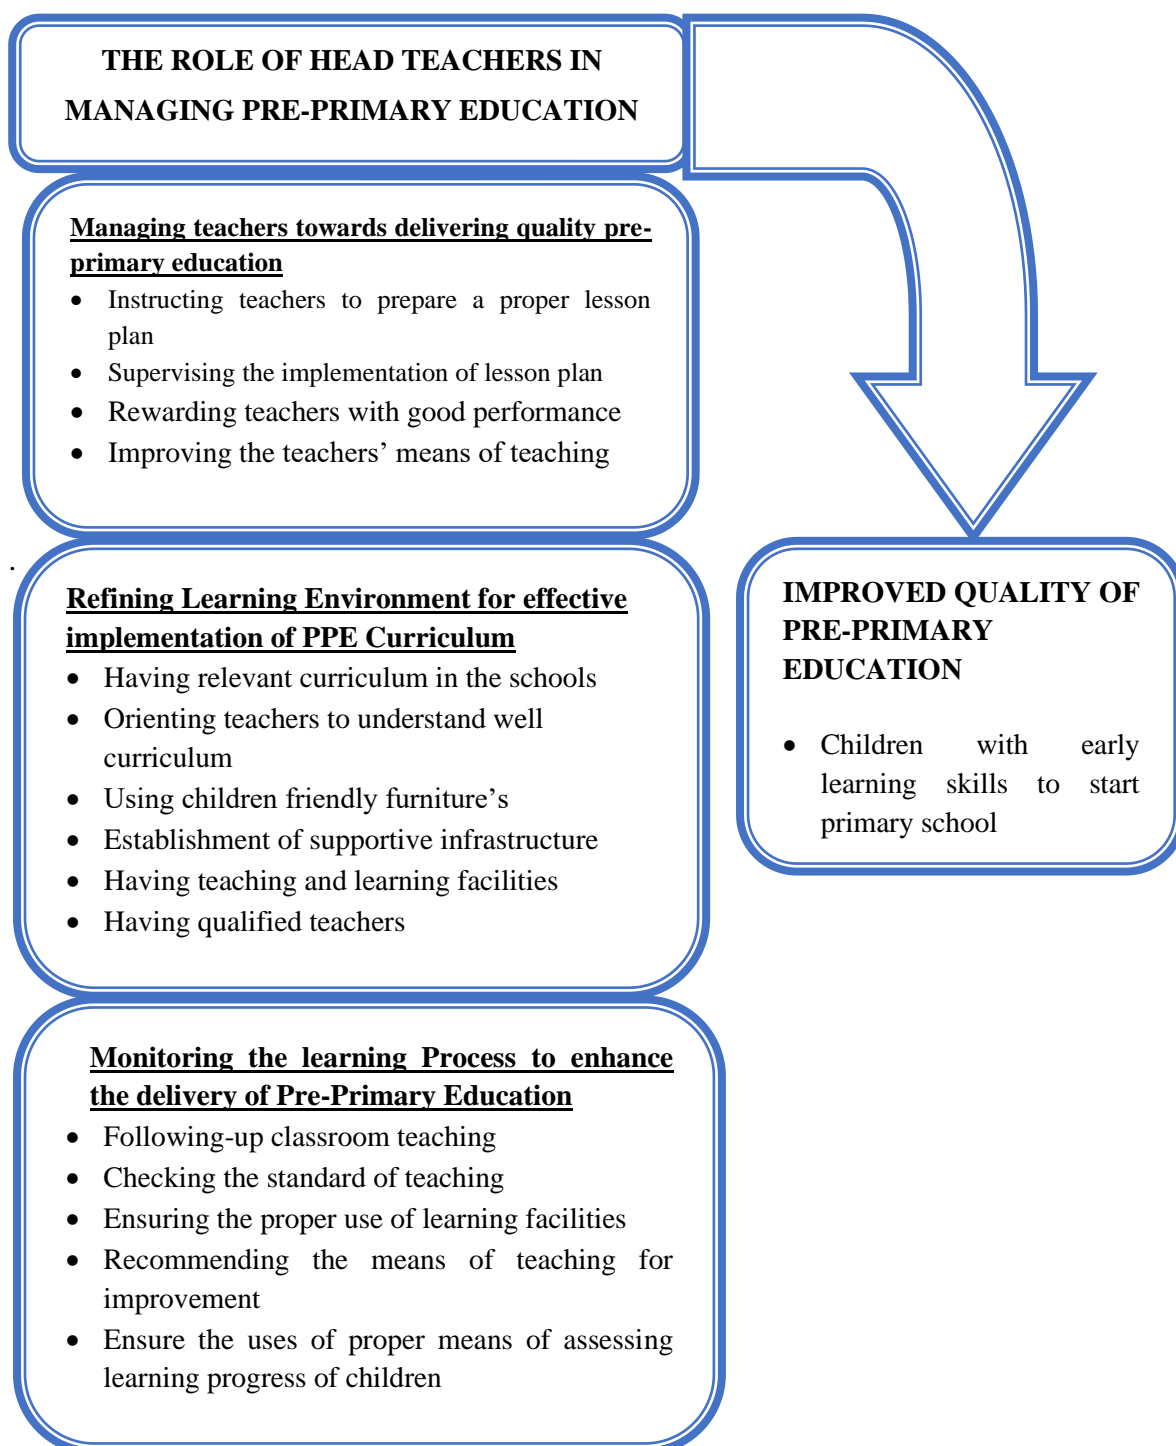 THE ROLE OF HEAD TEACHERS IN
MANAGING PRE-PRIMARY EDUCATION
Managing teachers towards delivering quality pre-
primary education
• Instructing teachers to prepare a proper lesson
plan
• Supervising the implementation of lesson plan
• Rewarding teachers with good performance
• Improving the teachers’ means of teaching
.
Refining Learning Environment for effective
implementation of PPE Curriculum
• Having relevant curriculum in the schools
• Orienting teachers to understand well
curriculum
• Using children friendly furniture’s
• Establishment of supportive infrastructure
• Having teaching and learning facilities
• Having qualified teachers
IMPROVED QUALITY OF
PRE-PRIMARY
EDUCATION
• Children with early
learning skills to start
primary school
Monitoring the learning Process to enhance
the delivery of Pre-Primary Education
• Following-up classroom teaching
• Checking the standard of teaching
• Ensuring the proper use of learning facilities
• Recommending the means of teaching for
improvement
• Ensure the uses of proper means of assessing
learning progress of children